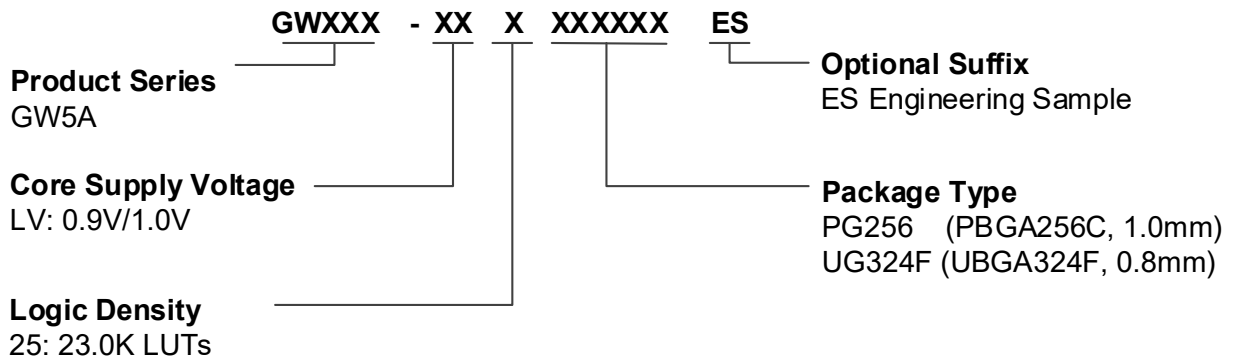 GWXXX - XX X XXXXXX ES
Product Series
GW5A
Core Supply Voltage
LV: 0.9V/1.0V
Logic Density
25: 23.0K LUTs
Optional Suffix
ES Engineering Sample
Package Type
PG256 (PBGA256C, 1.0mm)
UG324F (UBGA324F, 0.8mm)